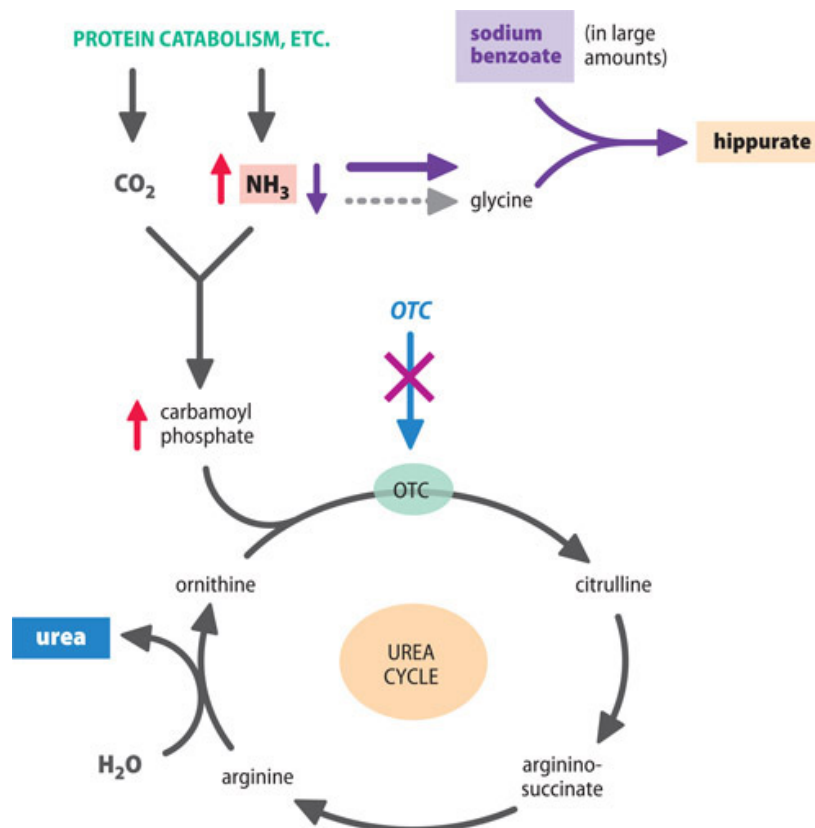 PROTEIN CATABOLISM, ETC.
sodium
benzoate
(in large
amounts)
hippurate
CO₂
NH₃
glycine
OTC
carbamoyl
phosphate
OTC
ornithine
citrulline
urea
UREA
CYCLE
H₂O
arginine
arginino-
succinate